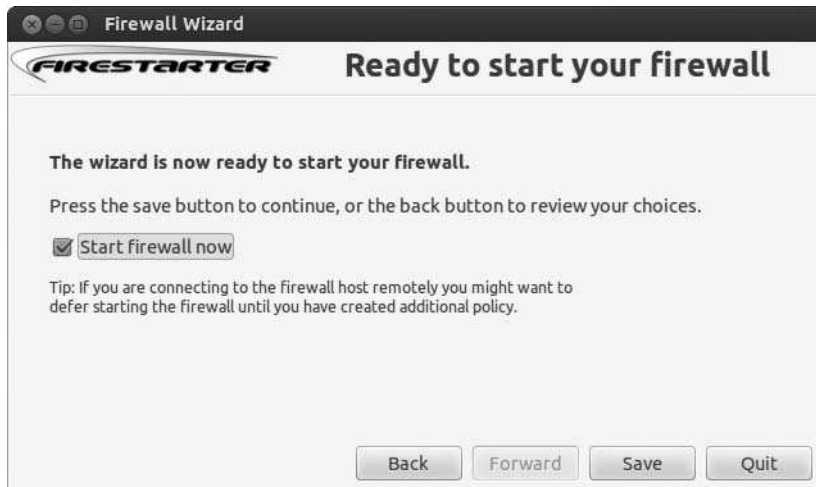 Firewall Wizard
FIRESTARTER
Ready to start your firewall
The wizard is now ready to start your firewall.
Press the save button to continue, or the back button to review your choices.
Start firewall now
Tip: If you are connecting to the firewall host remotely you might want to
defer starting the firewall until you have created additional policy.
Back Forward Save Quit